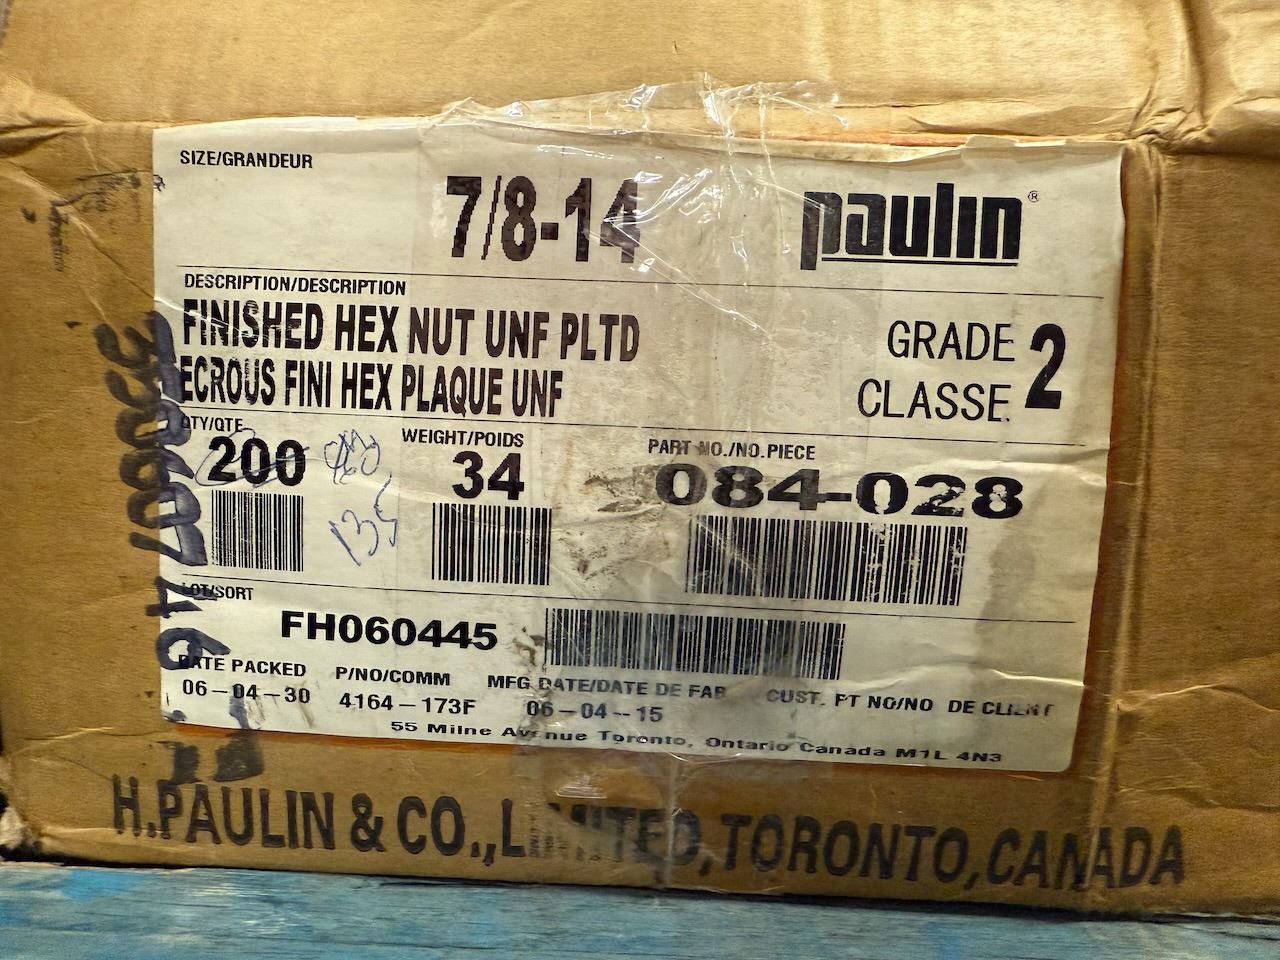 SIZE/GRANDEUR
7/8-14
paulin®
DESCRIPTION/DESCRIPTION
FINISHED HEX NUT UNF PLTD
ECROUS FINI HEX PLAQUE UNF
GRADE
CLASSE
2
QTY/QTE
200
135
WEIGHT/POIDS
34
PART NO./NO.PIECE
084-028
LOT/SORT
FH060445
DATE PACKED
06-04-30
P/NO/COMM
4164-173F
MFG DATE/DATE DE FAB
06-04-15
CUST. PT NO/NO DE CLIENT
55 Milne Avenue Toronto, Ontario Canada M1L 4N3
H.PAULIN & CO.,LIMITED,TORONTO,CANADA